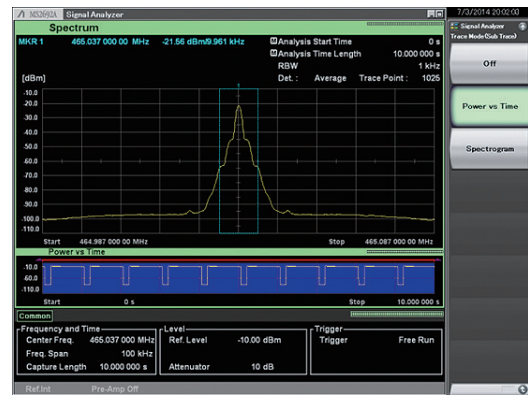 MS2692A Signal Analyzer
7/3/2014 20:02:00
Spectrum
MKR 1 465.037 000 00 MHz -21.56 dBm/9.961 kHz
Analysis Start Time 0 s
Analysis Time Length 10.000 000 s
RBW 1 kHz
Det. : Average Trace Point : 1025
[dBm]
-10.0
-20.0
-30.0
-40.0
-50.0
-60.0
-70.0
-80.0
-90.0
-100.0
-110.0
1
Start 464.987 000 00 MHz Stop 465.087 000 00 MHz
Power vs Time
-10.0
-60.0
-110.0
Start 0 s Stop 10.000 000 s
Common
Frequency and Time
Center Freq. 465.037 000 MHz
Freq. Span 100 kHz
Capture Length 10.000 000 s
Level
Ref. Level -10.00 dBm
Attenuator 10 dB
Trigger
Trigger Free Run
Ref.Int Pre-Amp Off
Signal Analyzer
Trace Mode(Sub Trace)
Off
Power vs Time
Spectrogram